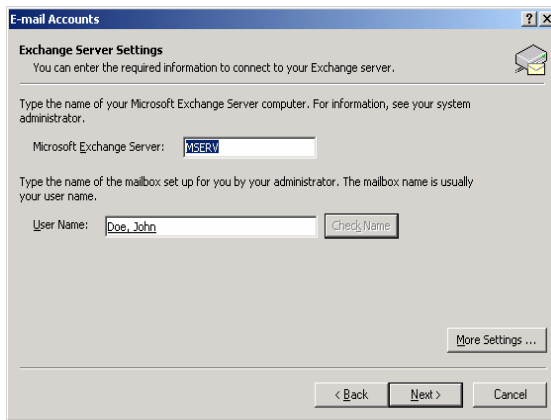 E-mail Accounts
Exchange Server Settings
You can enter the required information to connect to your Exchange server.
Type the name of your Microsoft Exchange Server computer. For information, see your system
administrator.
Microsoft Exchange Server: MSERV
Type the name of the mailbox set up for you by your administrator. The mailbox name is usually
your user name.
User Name: Doe, John Check Name
More Settings ...
< Back Next > Cancel